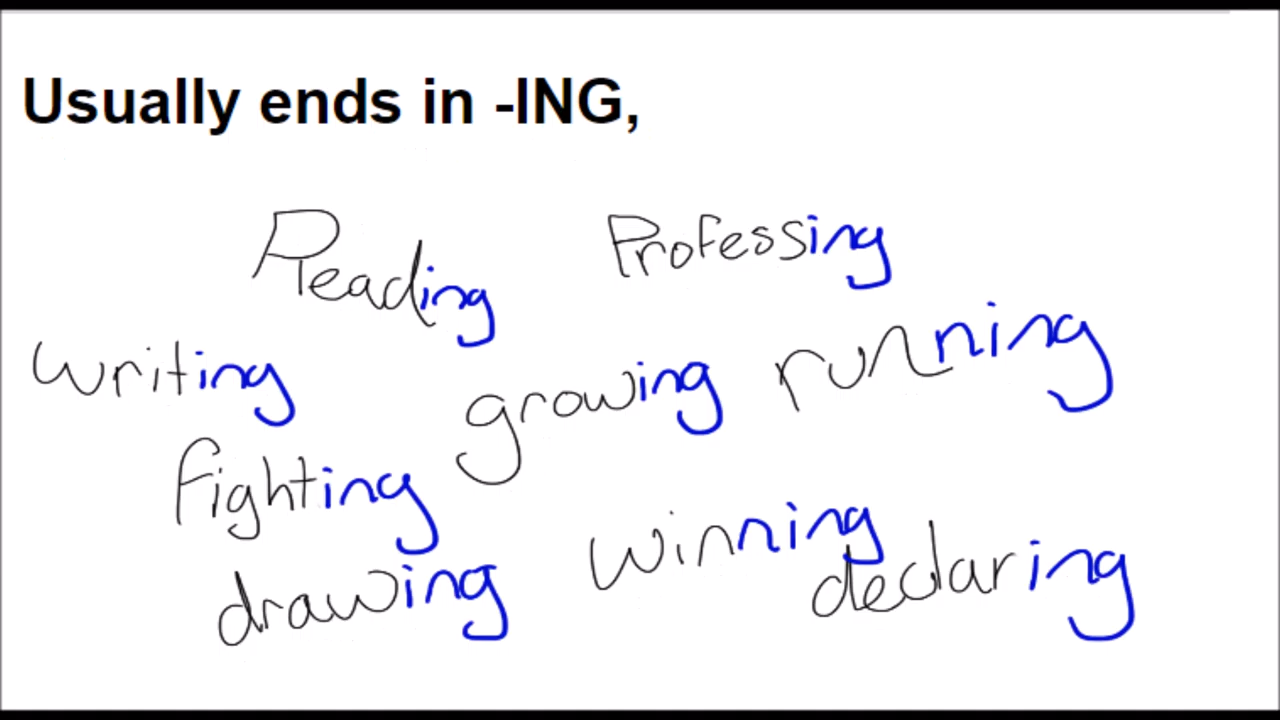 Usually ends in -ING,
Reading Professing
writing growing running
fighting
drawing winning declaring